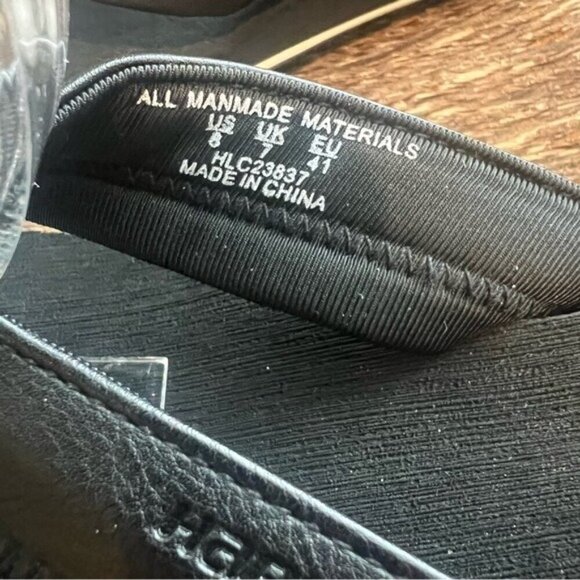 ALL MANMADE MATERIALS
US UK EU
8 7 41
HLC23837
MADE IN CHINA